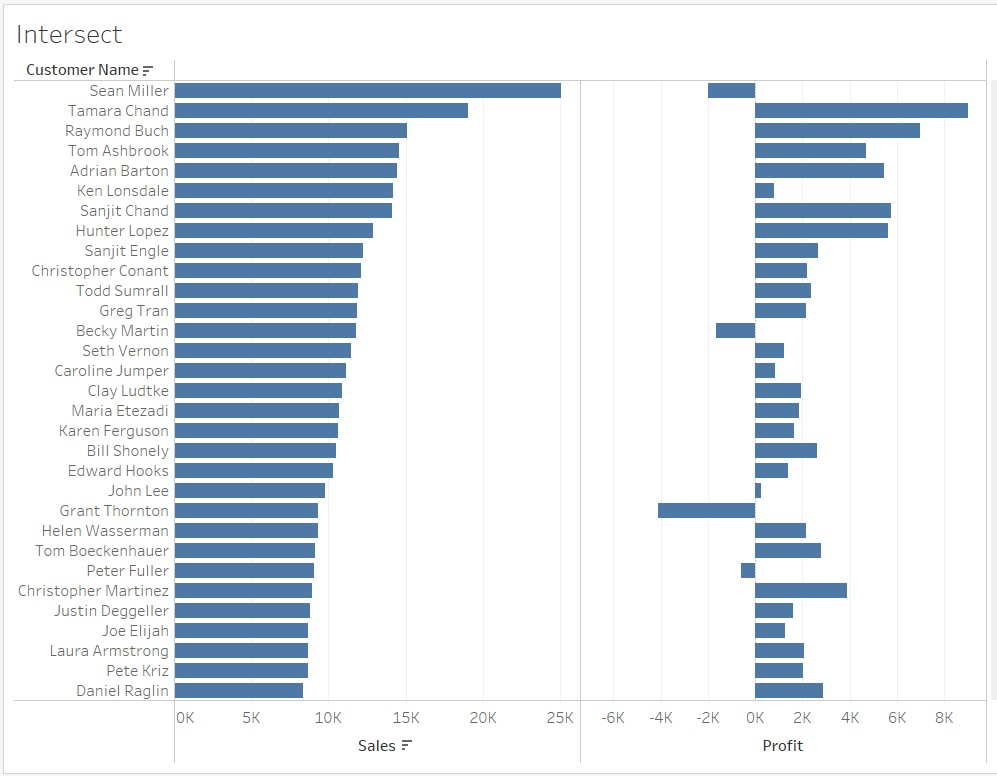 Intersect
Customer Name
Sean Miller
Tamara Chand
Raymond Buch
Tom Ashbrook
Adrian Barton
Ken Lonsdale
Sanjit Chand
Hunter Lopez
Sanjit Engle
Christopher Conant
Todd Sumrall
Greg Tran
Becky Martin
Seth Vernon
Caroline Jumper
Clay Ludtke
Maria Etezadi
Karen Ferguson
Bill Shonely
Edward Hooks
John Lee
Grant Thornton
Helen Wasserman
Tom Boeckenhauer
Peter Fuller
Christopher Martinez
Justin Deggeller
Joe Elijah
Laura Armstrong
Pete Kriz
Daniel Raglin
0K 5K 10K 15K 20K 25K -6K -4K -2K 0K 2K 4K 6K 8K
Sales Profit